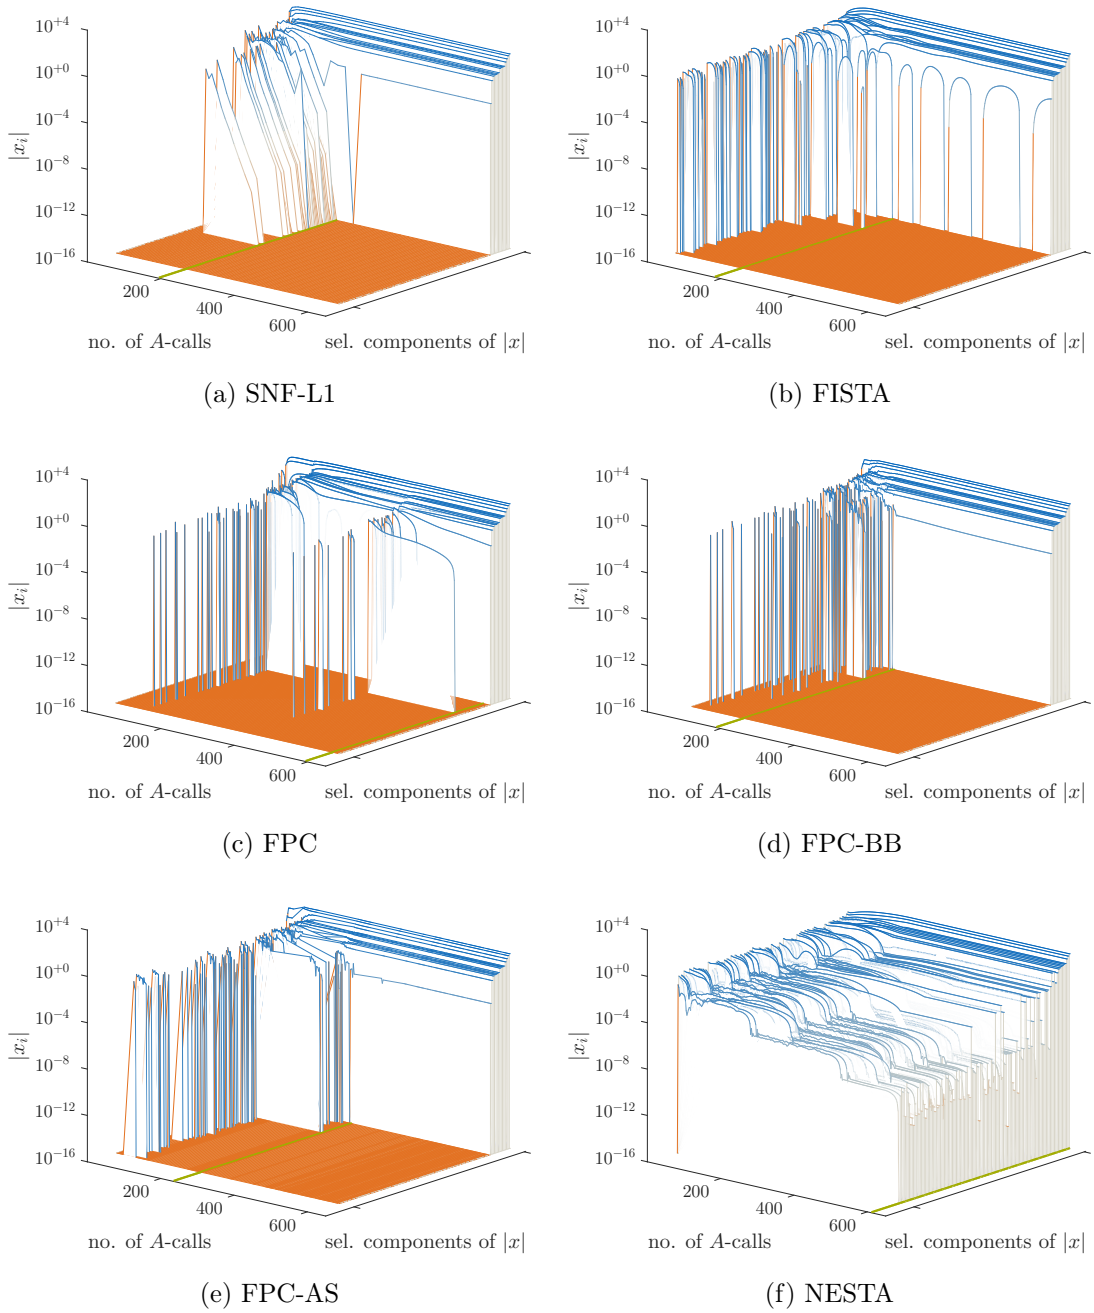 10+4
10+0
10−4
10−8
10−12
10−16
|x_i|
200
400
600
no. of A-calls
sel. components of |x|
(a) SNF-L1
10+4
10+0
10−4
10−8
10−12
10−16
|x_i|
200
400
600
no. of A-calls
sel. components of |x|
(b) FISTA
10+4
10+0
10−4
10−8
10−12
10−16
|x_i|
200
400
600
no. of A-calls
sel. components of |x|
(c) FPC
10+4
10+0
10−4
10−8
10−12
10−16
|x_i|
200
400
600
no. of A-calls
sel. components of |x|
(d) FPC-BB
10+4
10+0
10−4
10−8
10−12
10−16
|x_i|
200
400
600
no. of A-calls
sel. components of |x|
(e) FPC-AS
10+4
10+0
10−4
10−8
10−12
10−16
|x_i|
200
400
600
no. of A-calls
sel. components of |x|
(f) NESTA